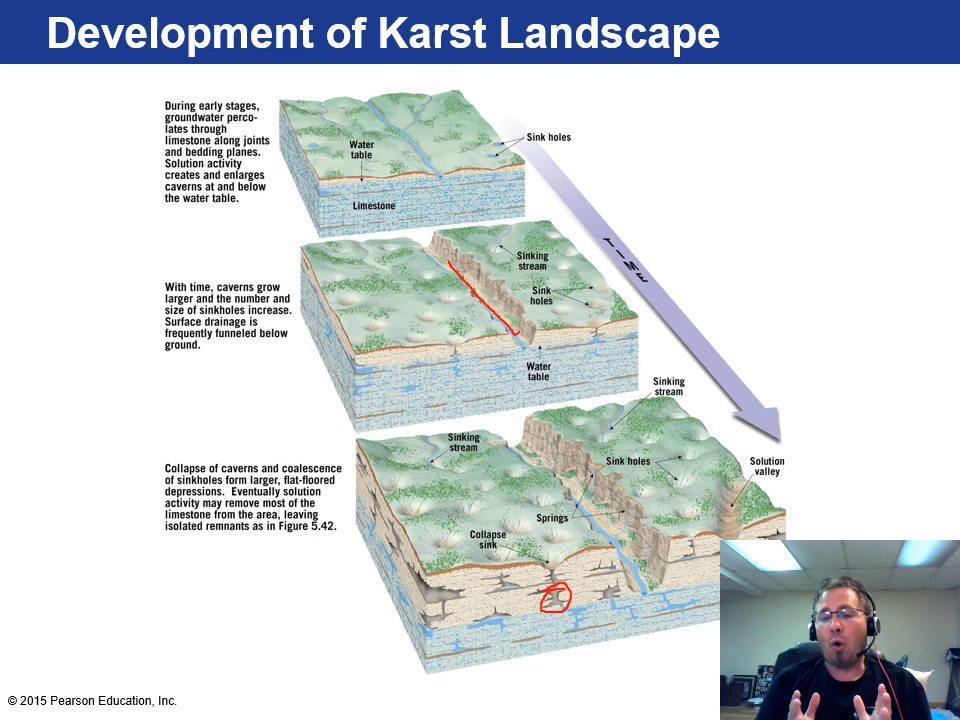 Development of Karst Landscape
During early stages,
groundwater perco-
lates through
limestone along joints
and bedding planes.
Solution activity
creates and enlarges
caverns at and below
the water table.
Water
table
Sink holes
Limestone
TIME
With time, caverns grow
larger and the number and
size of sinkholes increase.
Surface drainage is
frequently funneled below
ground.
Sinking
stream
Sink
holes
Water
table
Sinking
stream
Collapse of caverns and coalescence
of sinkholes form larger, flat-floored
depressions. Eventually solution
activity may remove most of the
limestone from the area, leaving
isolated remnants as in Figure 5.42.
Sinking
stream
Sink holes
Solution
valley
Springs
Collapse
sink
© 2015 Pearson Education, Inc.